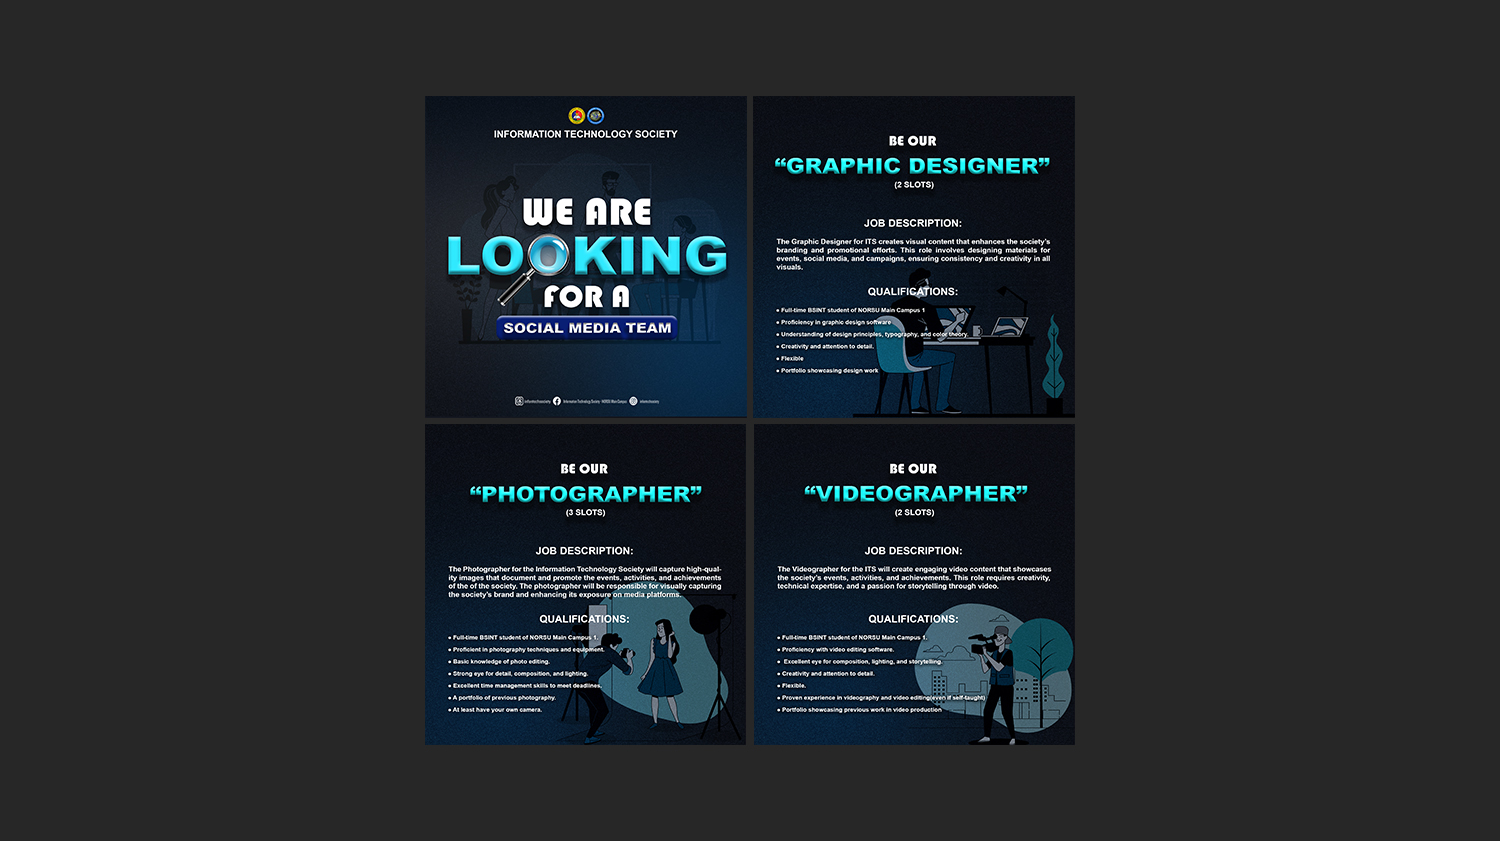 INFORMATION TECHNOLOGY SOCIETY
WE ARE
LOOKING
FOR A
SOCIAL MEDIA TEAM
Information Technology Society - NORSU Main Campus
BE OUR
“GRAPHIC DESIGNER”
(2 SLOTS)
JOB DESCRIPTION:
The Graphic Designer for ITS creates visual content that enhances the society's
branding and promotional efforts. This role involves designing materials for
events, social media, and campaigns, ensuring consistency and creativity in all
visuals.
QUALIFICATIONS:
● Full-time BSINT student of NORSU Main Campus 1
● Proficiency in graphic design software
● Understanding of design principles, typography, and color theory.
● Creativity and attention to detail.
● Flexible
● Portfolio showcasing design work
BE OUR
“PHOTOGRAPHER”
(3 SLOTS)
JOB DESCRIPTION:
The Photographer for the Information Technology Society will capture high-qual-
ity images that document and promote the events, activities, and achievements
of the of the society. The photographer will be responsible for visually capturing
the society's brand and enhancing its exposure on media platforms.
QUALIFICATIONS:
● Full-time BSINT student of NORSU Main Campus 1.
● Proficient in photography techniques and equipment.
● Basic knowledge of photo editing.
● Strong eye for detail, composition, and lighting.
● Excellent time management skills to meet deadlines.
● A portfolio of previous photography.
● At least have your own camera.
BE OUR
“VIDEOGRAPHER”
(2 SLOTS)
JOB DESCRIPTION:
The Videographer for the ITS will create engaging video content that showcases
the society's events, activities, and achievements. This role requires creativity,
technical expertise, and a passion for storytelling through video.
QUALIFICATIONS:
● Full-time BSINT student of NORSU Main Campus 1.
● Proficiency with video editing software.
● Excellent eye for composition, lighting, and storytelling.
● Creativity and attention to detail.
● Flexible.
● Proven experience in videography and video editing(even if self-taught)
● Portfolio showcasing previous work in video production